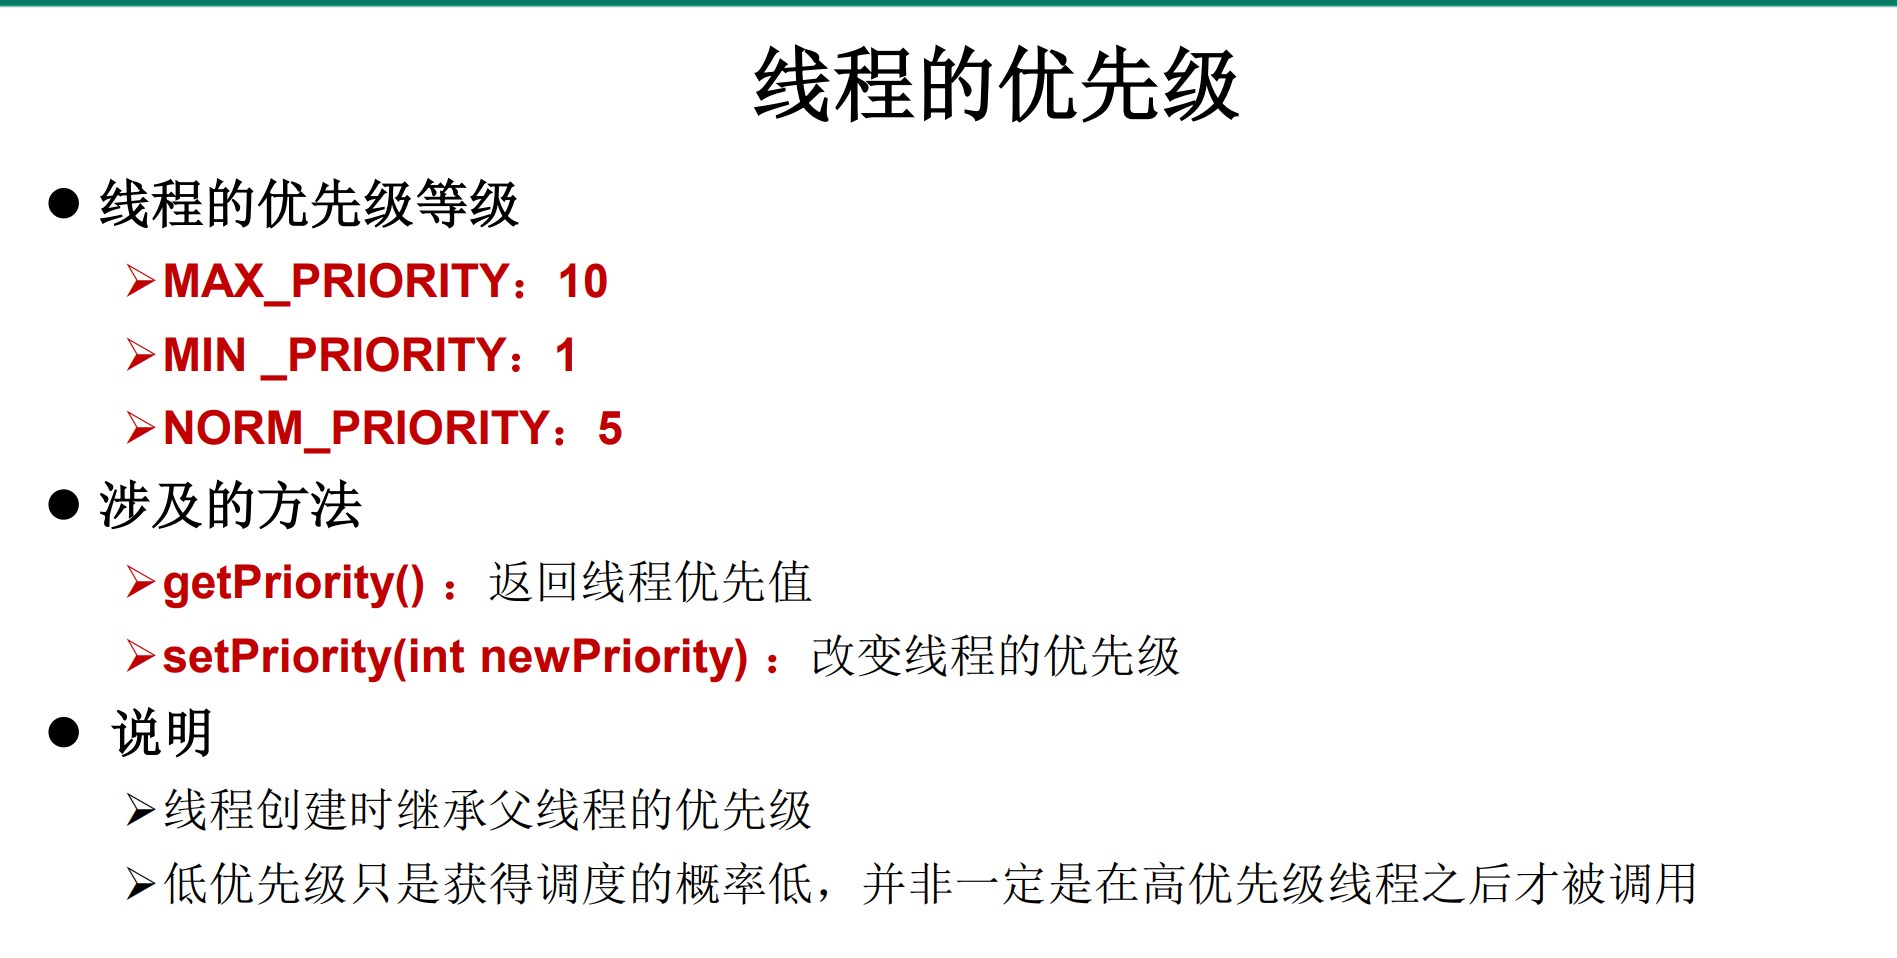 线程的优先级
● 线程的优先级等级
➢MAX_PRIORITY：10
➢MIN _PRIORITY：1
➢NORM_PRIORITY：5
● 涉及的方法
➢getPriority() ：返回线程优先值
➢setPriority(int newPriority) ：改变线程的优先级
● 说明
➢线程创建时继承父线程的优先级
➢低优先级只是获得调度的概率低，并非一定是在高优先级线程之后才被调用